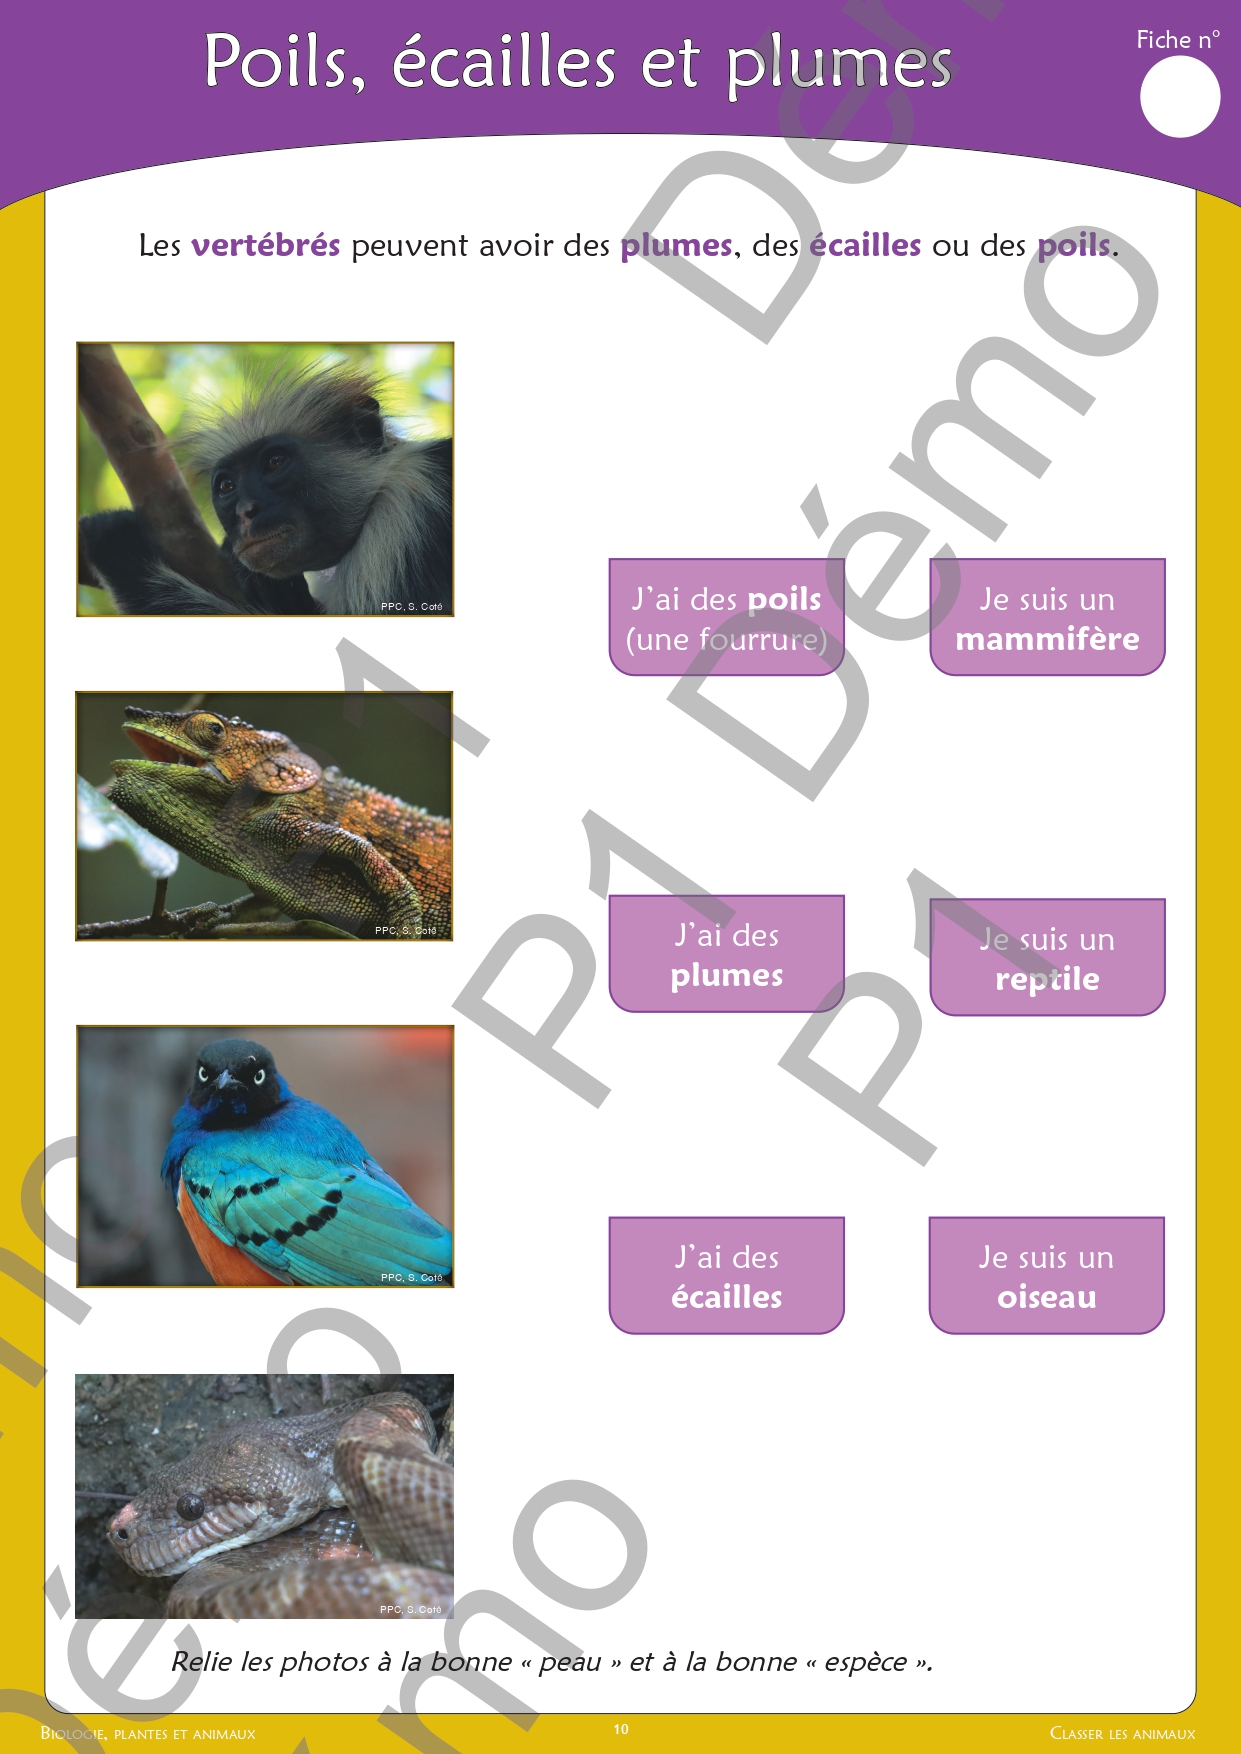 Poils, écailles et plumes
Fiche n°
Les vertébrés peuvent avoir des plumes, des écailles ou des poils.
PPC, S. Coté
J'ai des poils
(une fourrure)
Je suis un
mammifère
PPC, S. Coté
J'ai des
plumes
Je suis un
reptile
PPC, S. Coté
J'ai des
écailles
Je suis un
oiseau
PPC, S. Coté
Relie les photos à la bonne « peau » et à la bonne « espèce ».
Biologie, plantes et animaux
10
Classer les animaux
P1 Démo
P1 Démo